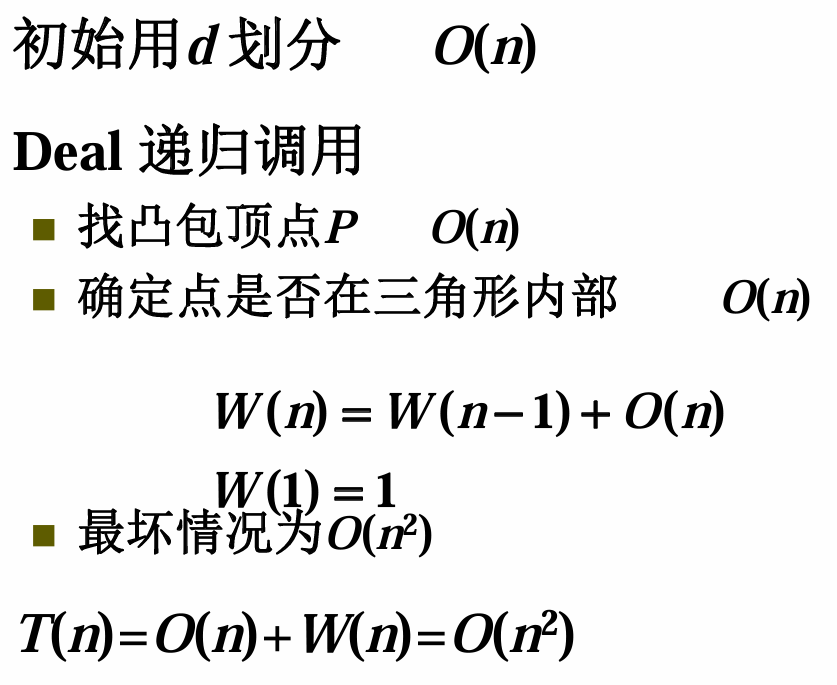 初始用d 划分 O(n)
Deal 递归调用
■ 找凸包顶点P O(n)
■ 确定点是否在三角形内部 O(n)
W(n) = W(n−1) + O(n)
W(1) = 1
■ 最坏情况为O(n²)
T(n)=O(n)+W(n)=O(n²)